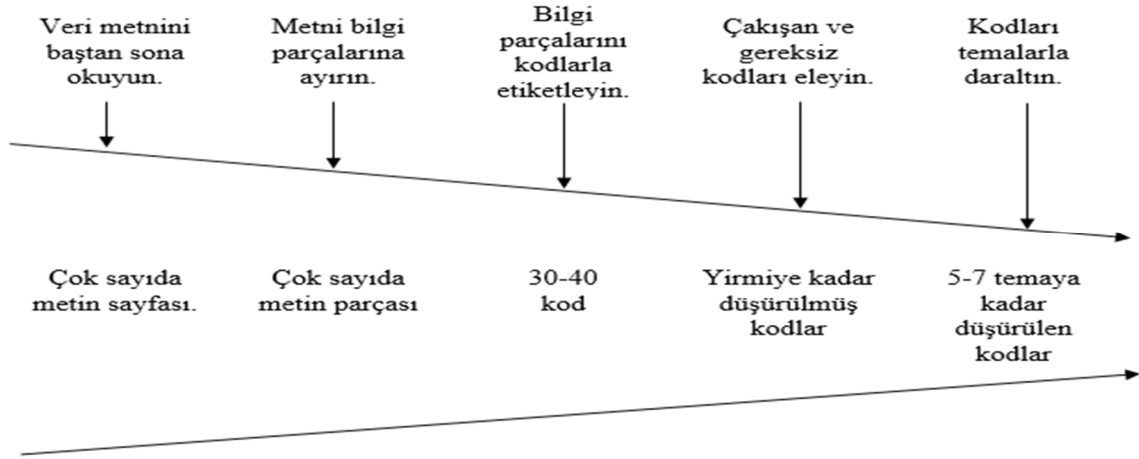 Veri metnini
baştan sona
okuyun.
Metni bilgi
parçalarına
ayırın.
Bilgi
parçalarını
kodlarla
etiketleyin.
Çakışan ve
gereksiz
kodları eleyin.
Kodları
temalarla
daraltın.
Çok sayıda
metin sayfası.
Çok sayıda
metin parçası
30-40
kod
Yirmiye kadar
düşürülmüş
kodlar
5-7 temaya
kadar
düşürülen
kodlar